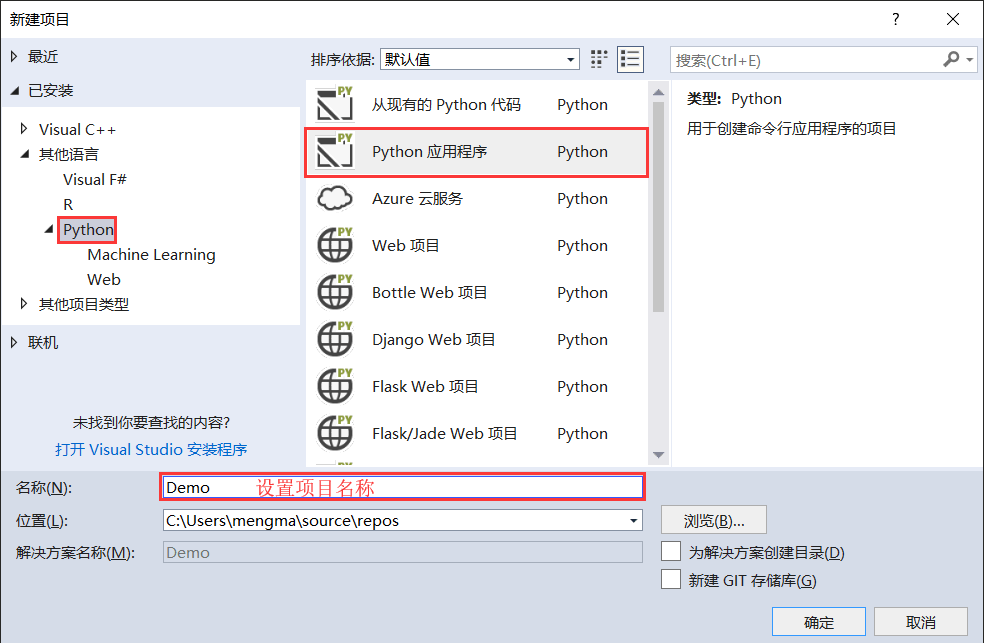 新建项目 ?
最近
已安装
Visual C++
其他语言
Visual F#
R
Python
Machine Learning
Web
其他项目类型
联机
未找到你要查找的内容?
打开 Visual Studio 安装程序
排序依据: 默认值
PY 从现有的 Python 代码 Python
PY Python 应用程序 Python
Azure 云服务 Python
PY Web 项目 Python
PY Bottle Web 项目 Python
PY Django Web 项目 Python
PY Flask Web 项目 Python
PY Flask/Jade Web 项目 Python
搜索(Ctrl+E)
类型: Python
用于创建命令行应用程序的项目
名称(N): Demo 设置项目名称
位置(L): C:\Users\mengma\source\repos 浏览(B)...
解决方案名称(M): Demo 为解决方案创建目录(D)
新建 GIT 存储库(G)
确定 取消